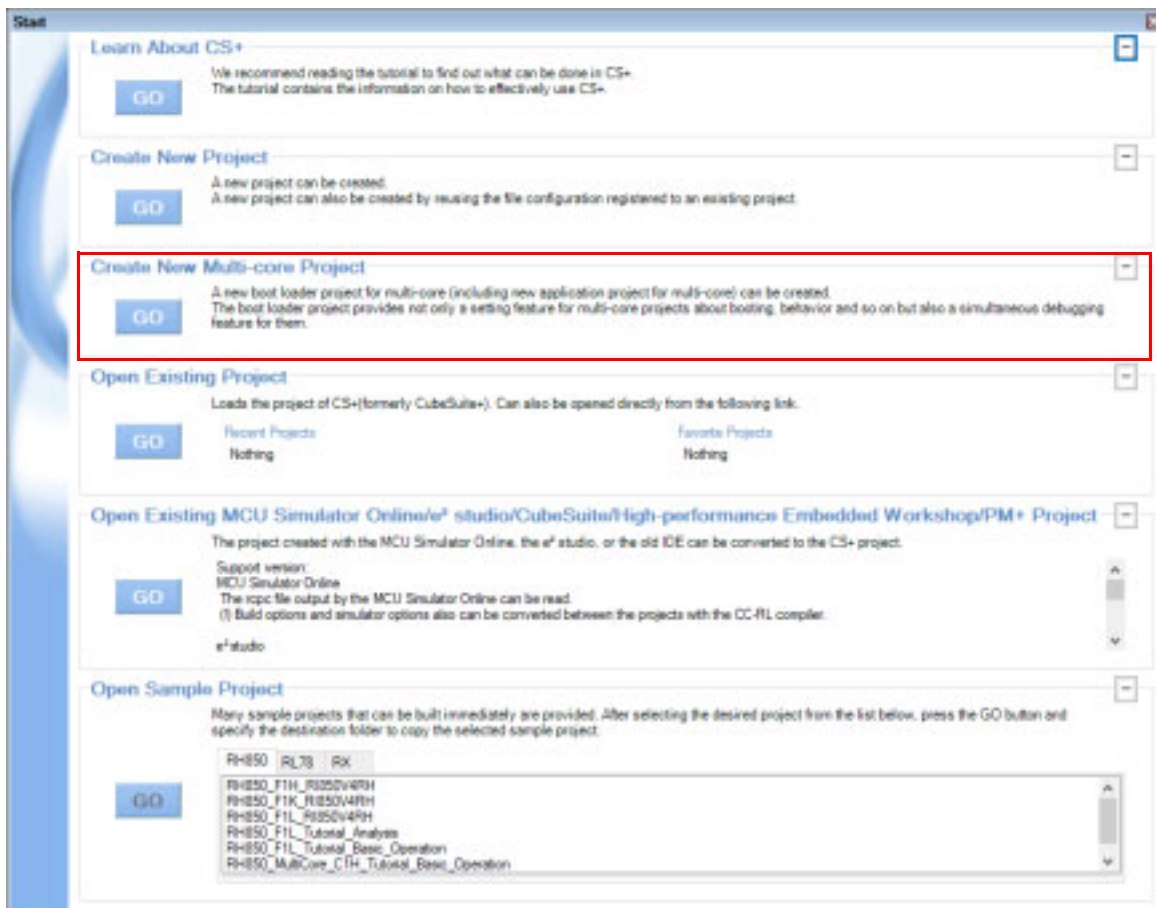 Start
Learn About CS+
We recommend reading the tutorial to find out what can be done in CS+.
GO
The tutorial contains the information on how to effectively use CS+.
Create New Project
A new project can be created.
GO
A new project can also be created by reusing the file configuration registered to an existing project.
Create New Multi-core Project
A new boot loader project for multi-core (including new application project for multi-core) can be created.
GO
The boot loader project provides not only a setting feature for multi-core projects about booting, behavior and so on but also a simultaneous debugging
feature for them.
Open Existing Project
Loads the project of CS+(formerly CubeSuite+). Can also be opened directly from the following link.
GO
Recent Projects Favorite Projects
Nothing Nothing
Open Existing MCU Simulator Online/e² studio/CubeSuite/High-performance Embedded Workshop/PM+ Project
The project created with the MCU Simulator Online, the e² studio, or the old IDE can be converted to the CS+ project.
GO
Support version:
MCU Simulator Online
The rcpc file output by the MCU Simulator Online can be read.
(!) Build options and simulator options also can be converted between the projects with the CC-RL compiler.
e² studio
Open Sample Project
Many sample projects that can be built immediately are provided. After selecting the desired project from the list below, press the GO button and
specify the destination folder to copy the selected sample project.
GO
RH850 RL78 RX
RH850_F1H_RI850V4RH
RH850_F1K_RI850V4RH
RH850_F1L_RI850V4RH
RH850_F1L_Tutorial_Analysis
RH850_F1L_Tutorial_Basic_Operation
RH850_MultiCore_C1H_Tutorial_Basic_Operation